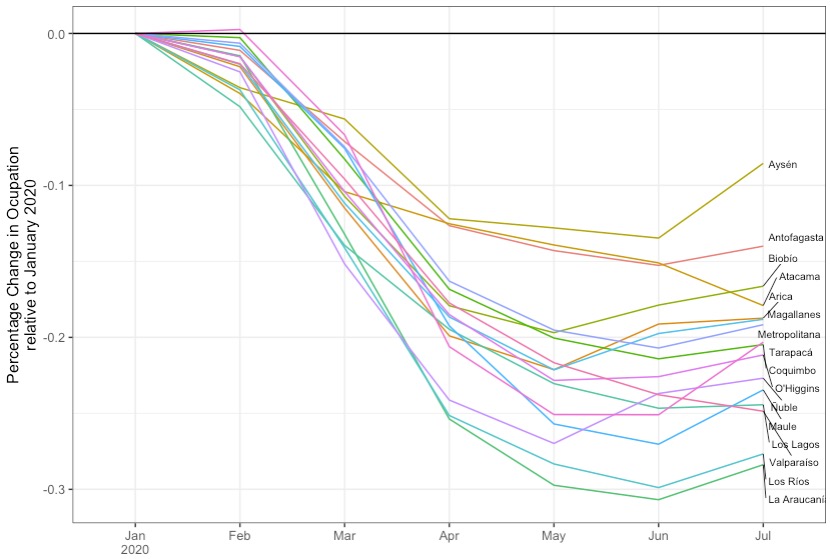 Percentage Change in Ocupation
relative to January 2020
0.0
-0.1
-0.2
-0.3
Aysén
Antofagasta
Biobío
Atacama
Arica
Magallanes
Metropolitana
Tarapacá
Coquimbo
O'Higgins
Ñuble
Maule
Los Lagos
Valparaíso
Los Ríos
La Araucaní
Jan
2020
Feb
Mar
Apr
May
Jun
Jul